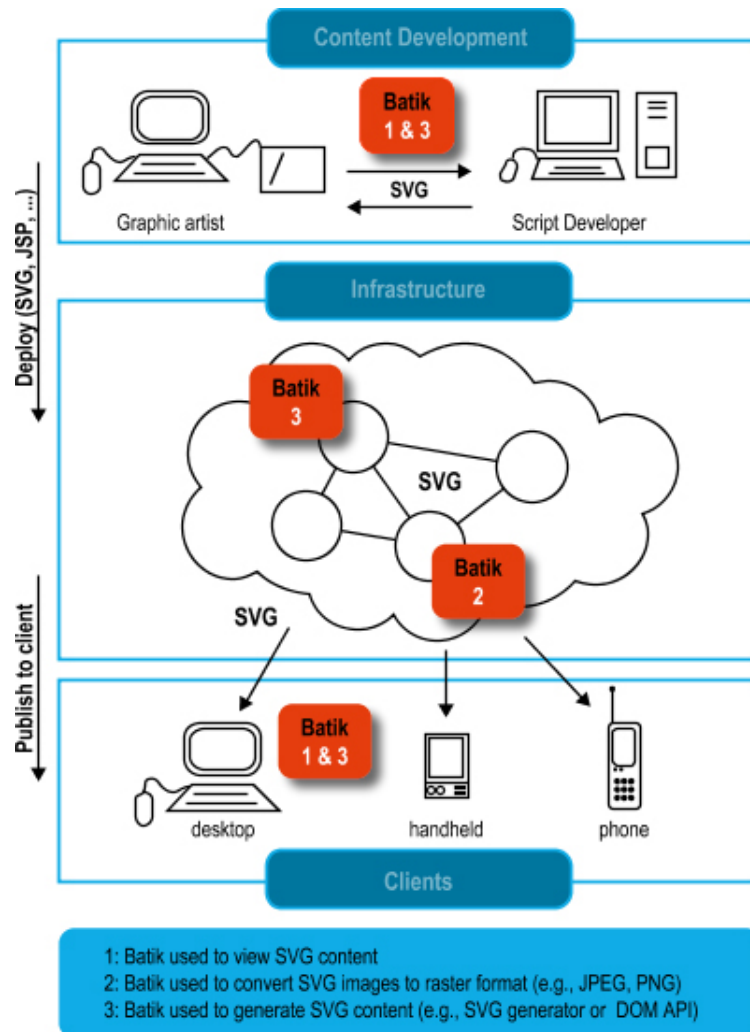 Content Development
Batik
1 & 3
SVG
Graphic artist
Script Developer
Deploy (SVG, JSP, ...)
Infrastructure
Batik
3
SVG
Batik
2
SVG
Publish to client
Batik
1 & 3
desktop
handheld
phone
Clients
1: Batik used to view SVG content
2: Batik used to convert SVG images to raster format (e.g., JPEG, PNG)
3: Batik used to generate SVG content (e.g., SVG generator or DOM API)